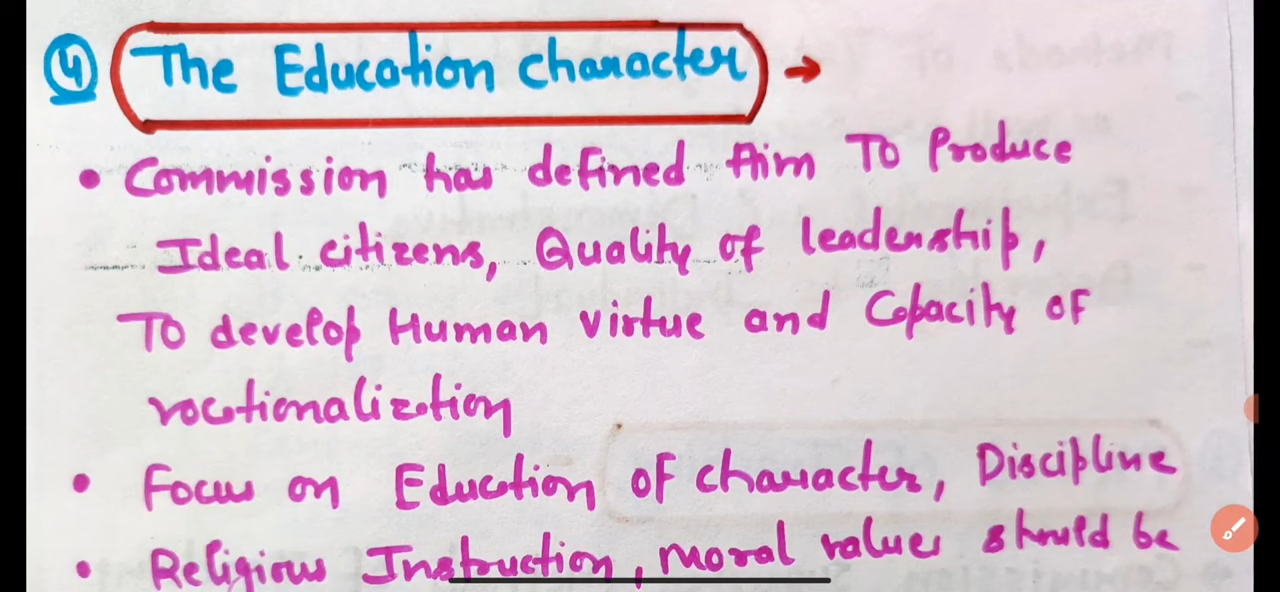 4 The Education character →
• Commission has defined Aim To Produce
Ideal citizens, Quality of leadership,
To develop Human virtue and Capacity of
vocationalization
• Focus on Education of character, Discipline
• Religious Instruction, moral values should be